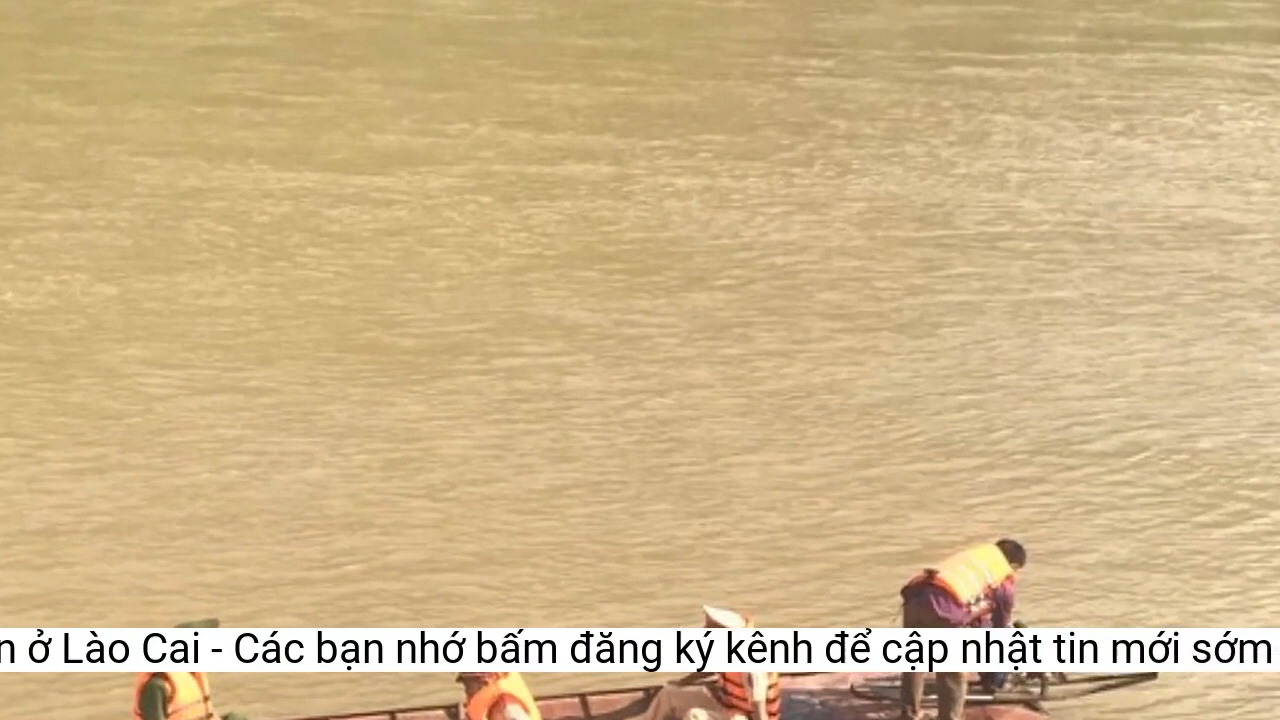 n ở Lào Cai - Các bạn nhớ bấm đăng ký kênh để cập nhật tin mới sớm